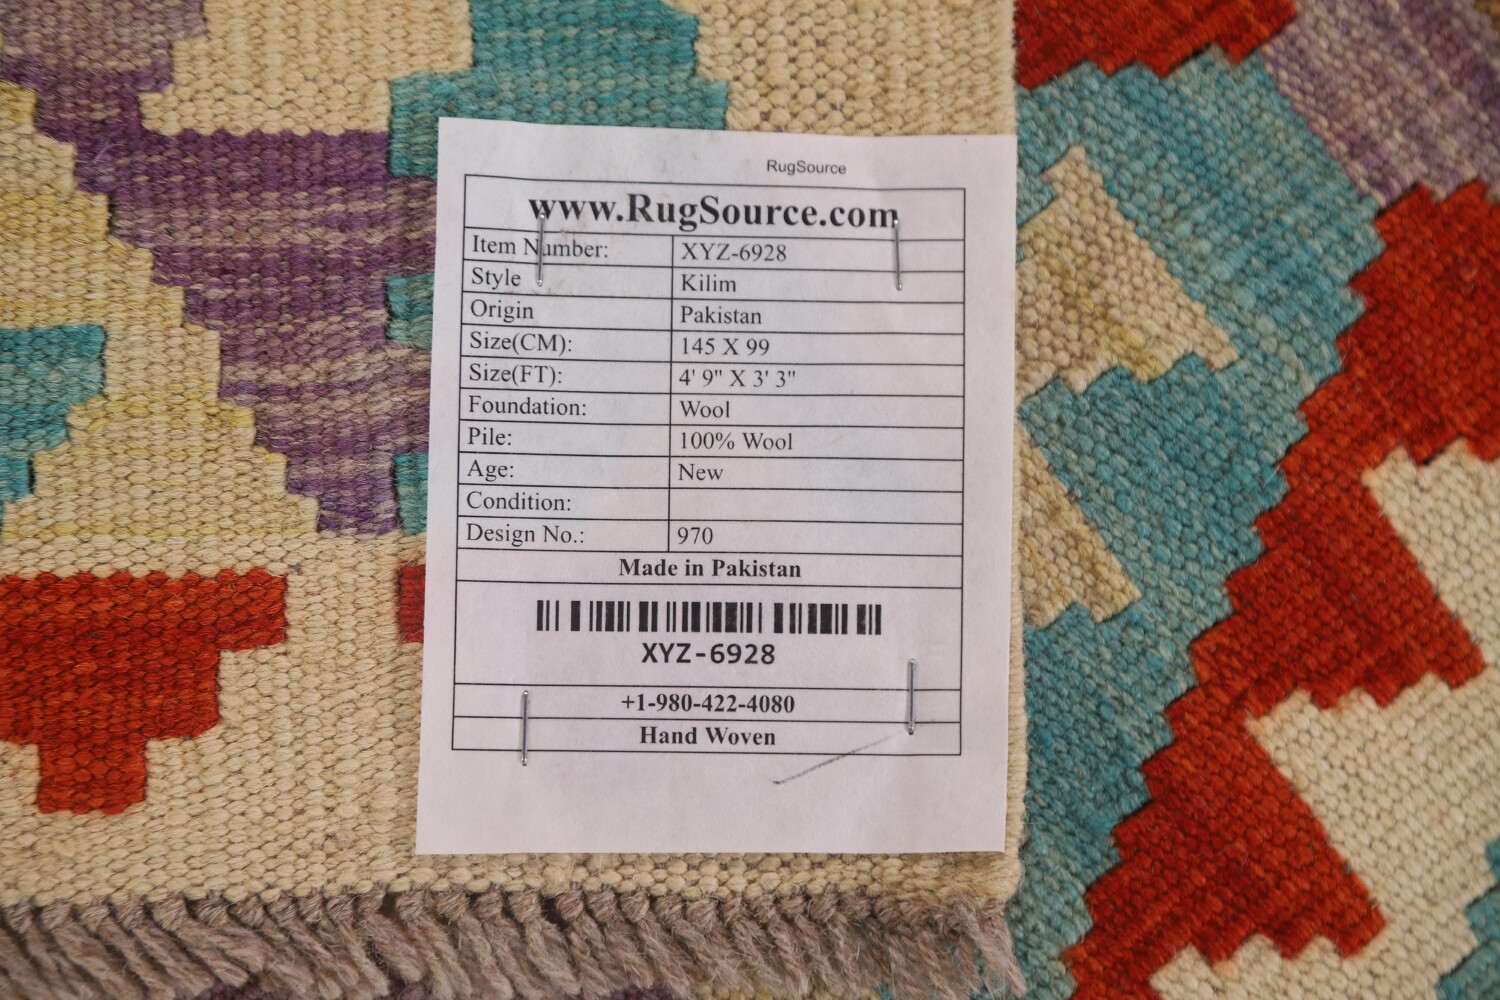 RugSource
www.RugSource.com
Item Number: XYZ-6928
Style Kilim
Origin Pakistan
Size(CM): 145 X 99
Size(FT): 4' 9" X 3' 3"
Foundation: Wool
Pile: 100% Wool
Age: New
Condition:
Design No.: 970
Made in Pakistan
XYZ-6928
+1-980-422-4080
Hand Woven